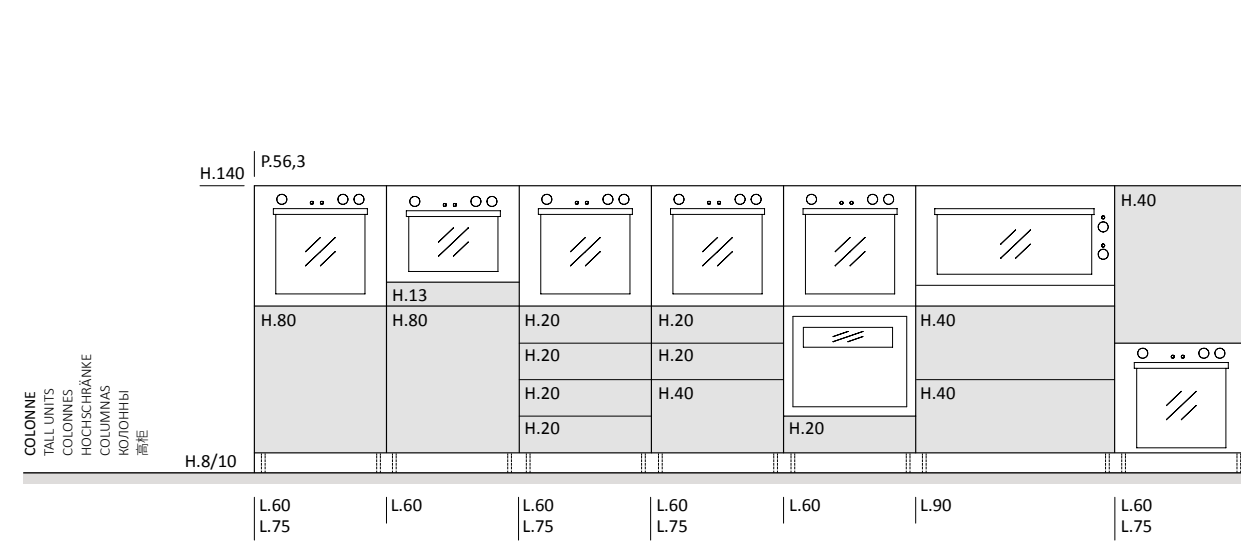 P.56,3
H.140
H.40
H.13
H.80
H.80
H.20
H.20
H.40
H.20
H.20
H.20
H.40
H.40
H.20
H.20
COLONNE
TALL UNITS
COLONNES
HOCHSCHRÄNKE
COLUMNAS
КОЛОННЫ
高柜
H.8/10
L.60
L.75
L.60
L.60
L.75
L.60
L.75
L.60
L.90
L.60
L.75